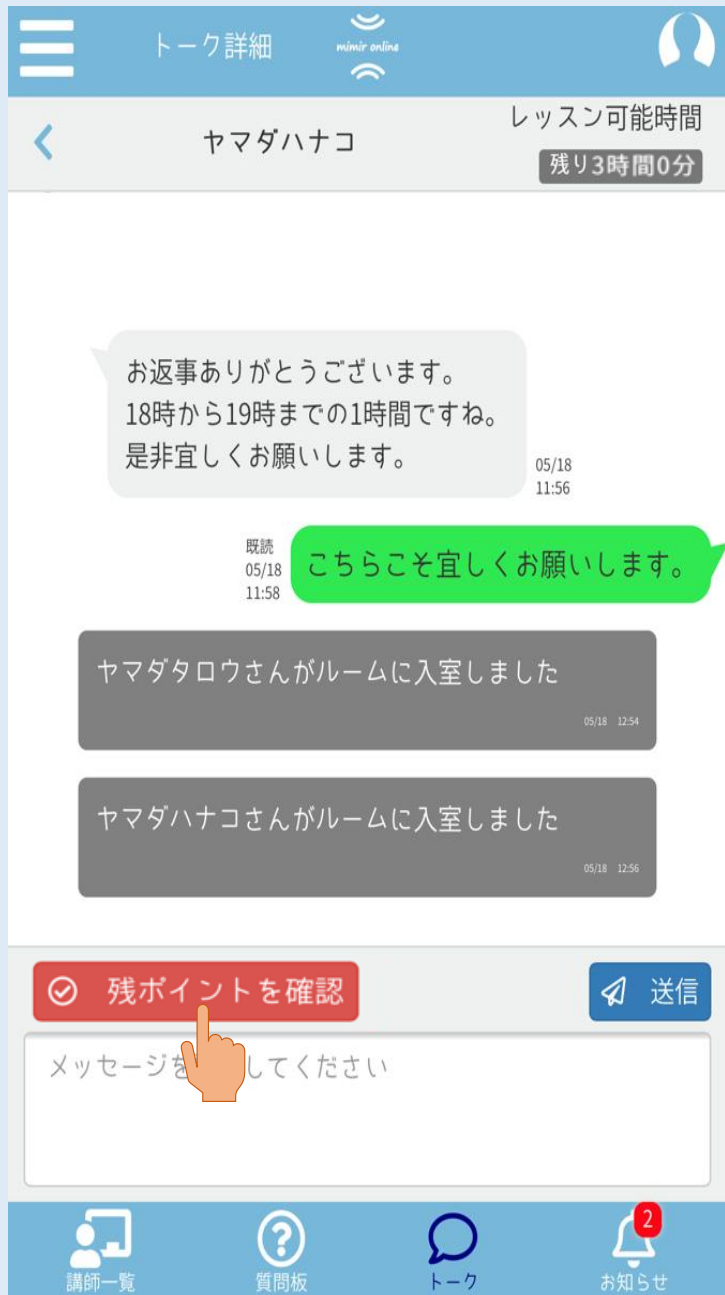 トーク詳細
mimir online
ヤマダハナコ
レッスン可能時間
残り3時間0分
お返事ありがとうございます。
18時から19時までの1時間ですね。
是非宜しくお願いします。
05/18
11:56
既読
05/18
11:58
こちらこそ宜しくお願いします。
ヤマダタロウさんがルームに入室しました
05/18 12:54
ヤマダハナコさんがルームに入室しました
05/18 12:56
残ポイントを確認
送信
メッセージを してください
講師一覧
質問板
トーク
2
お知らせ